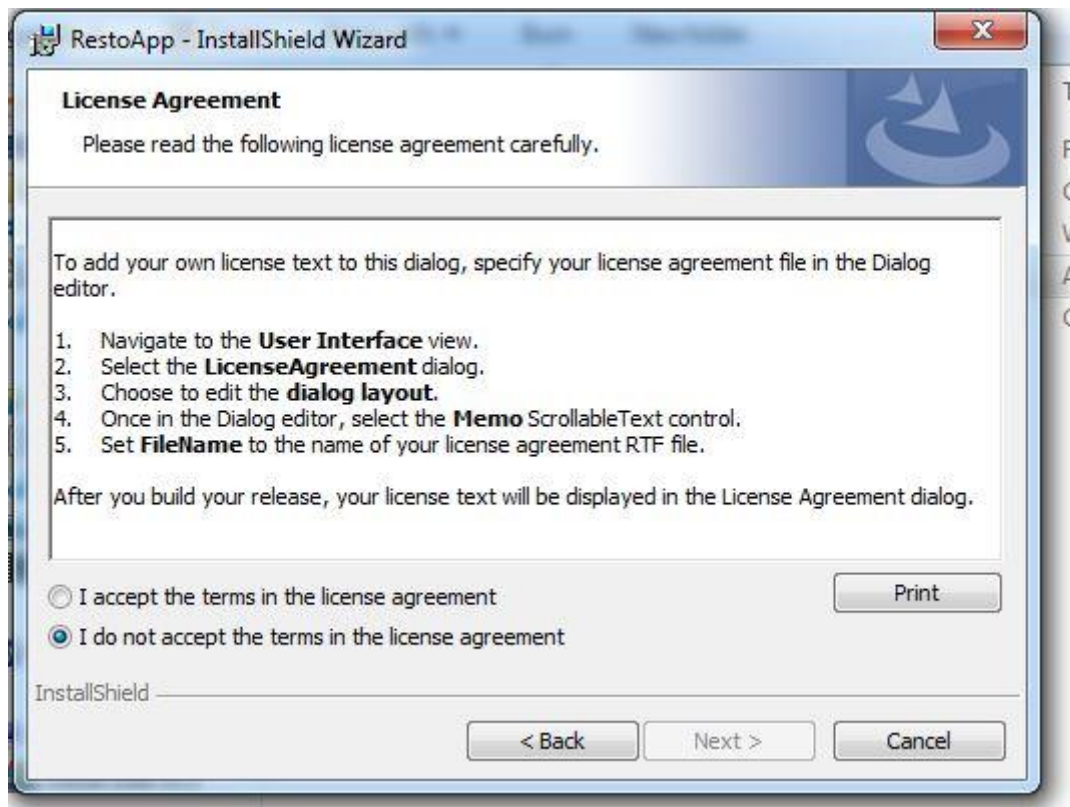 RestoApp - InstallShield Wizard
License Agreement
Please read the following license agreement carefully.
To add your own license text to this dialog, specify your license agreement file in the Dialog
editor.
1. Navigate to the User Interface view.
2. Select the LicenseAgreement dialog.
3. Choose to edit the dialog layout.
4. Once in the Dialog editor, select the Memo ScrollableText control.
5. Set FileName to the name of your license agreement RTF file.
After you build your release, your license text will be displayed in the License Agreement dialog.
I accept the terms in the license agreement
Print
I do not accept the terms in the license agreement
InstallShield
< Back
Next >
Cancel